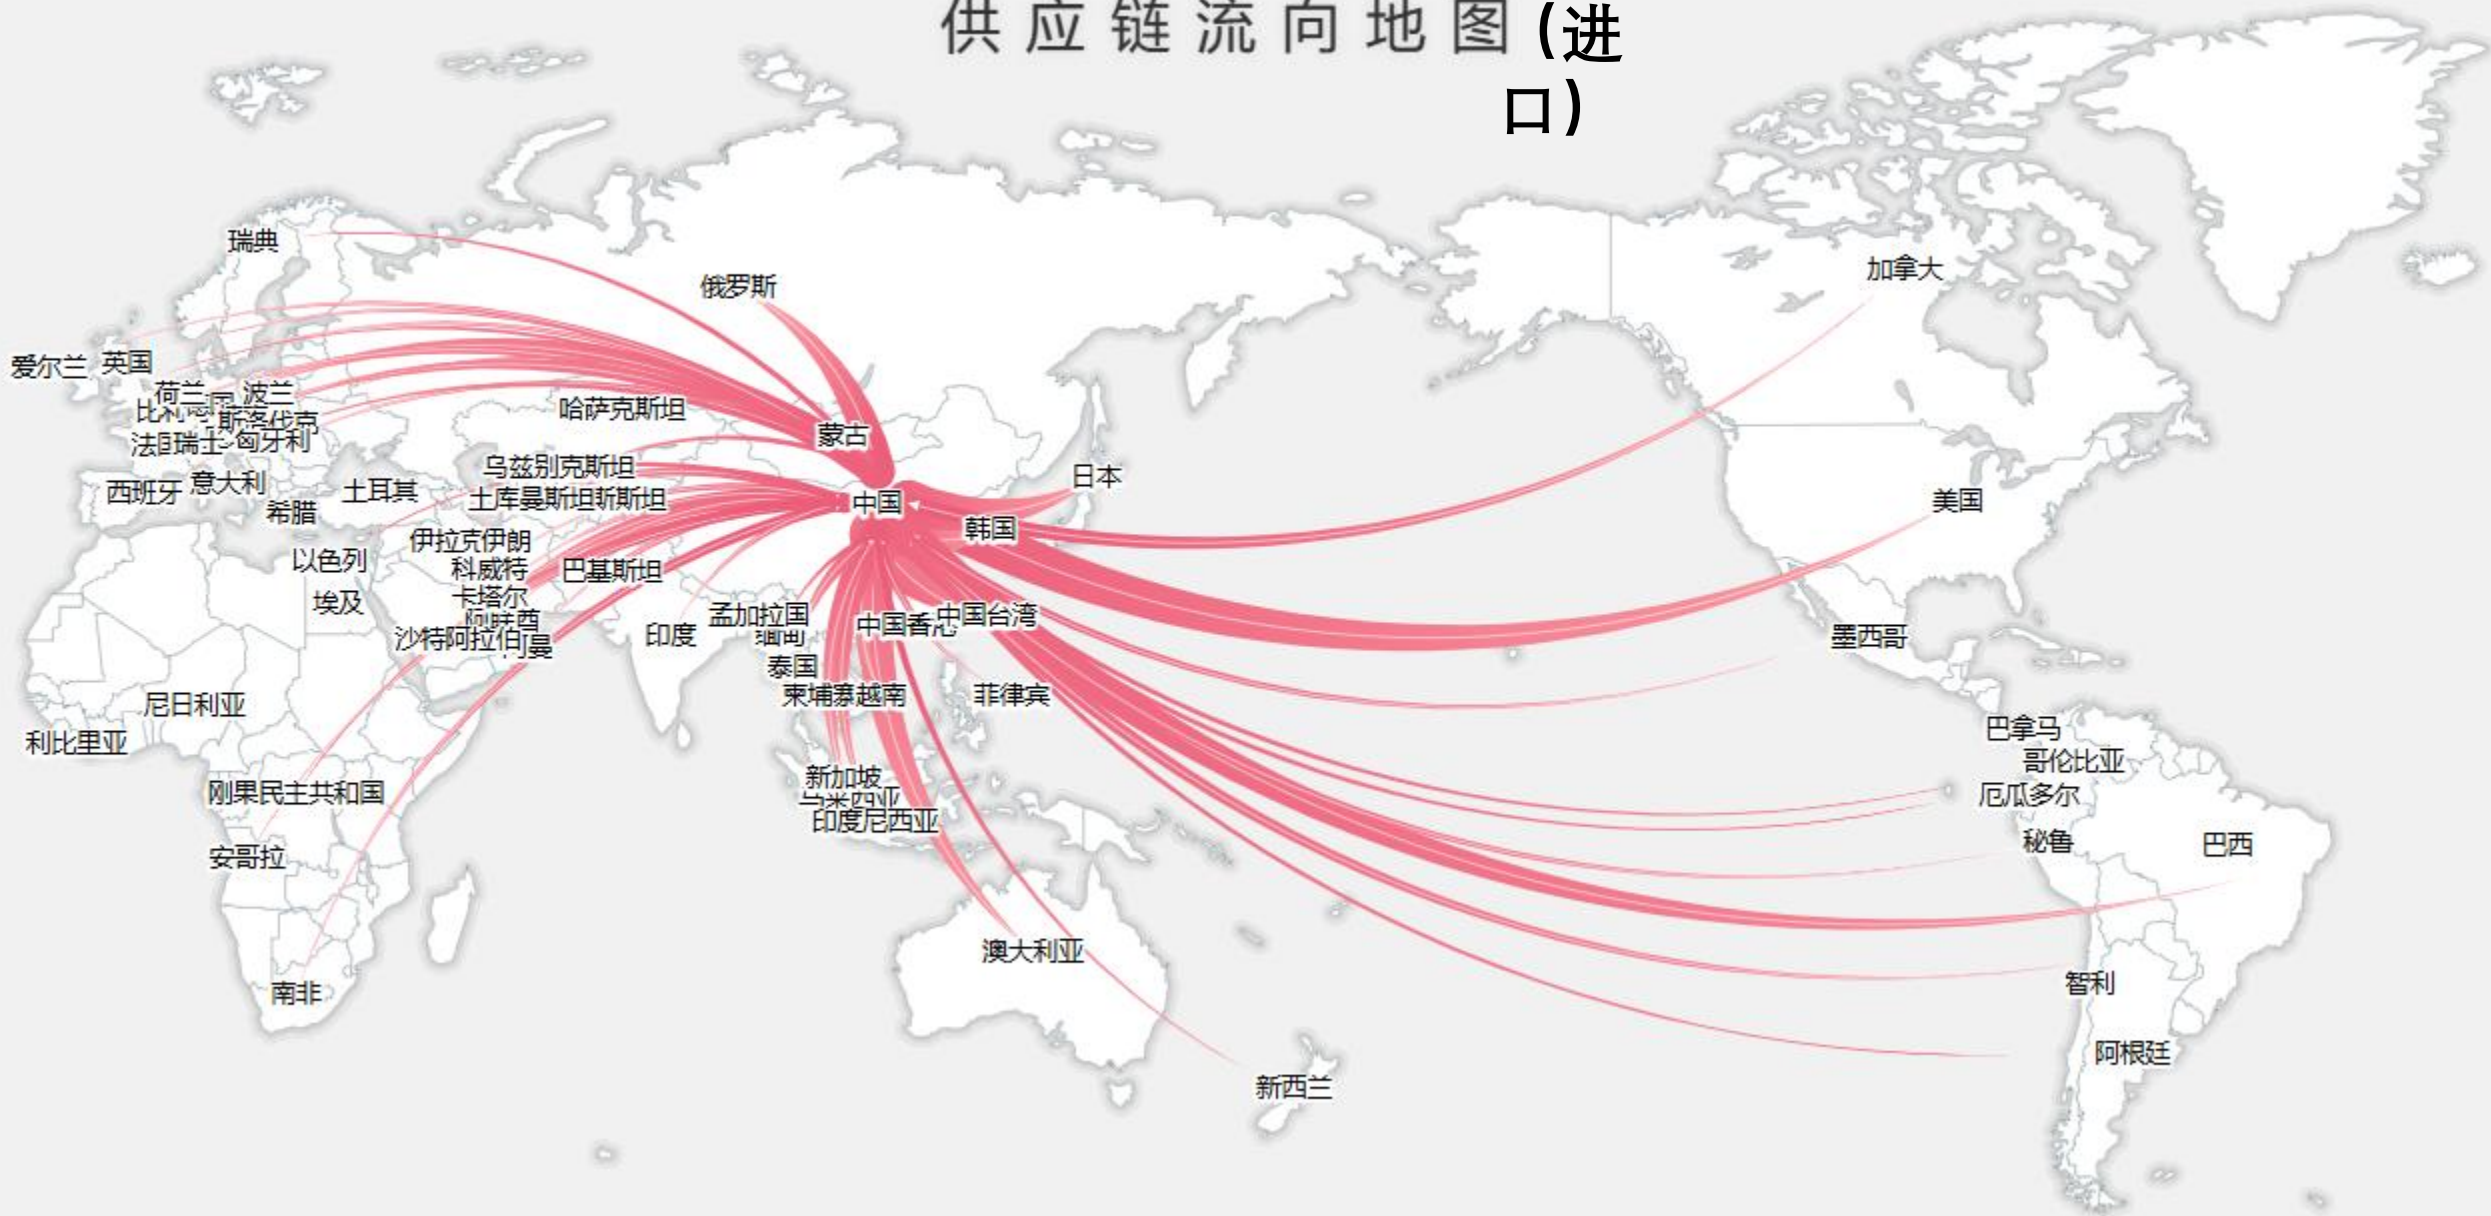 供应链流向地图(进
口)
瑞典
俄罗斯
加拿大
爱尔兰
英国
荷兰
波兰
斯洛伐克
哈萨克斯坦
蒙古
瑞士
匈牙利
乌兹别克斯坦
日本
西班牙
意大利
土耳其
土库曼斯坦
中国
美国
希腊
韩国
伊拉克
伊朗
以色列
科威特
巴基斯坦
卡塔尔
埃及
孟加拉国
中国台湾
沙特阿拉伯
印度
缅甸
墨西哥
泰国
柬埔寨
越南
菲律宾
尼日利亚
利比里亚
巴拿马
哥伦比亚
新加坡
刚果民主共和国
厄瓜多尔
印度尼西亚
秘鲁
巴西
安哥拉
澳大利亚
智利
南非
阿根廷
新西兰